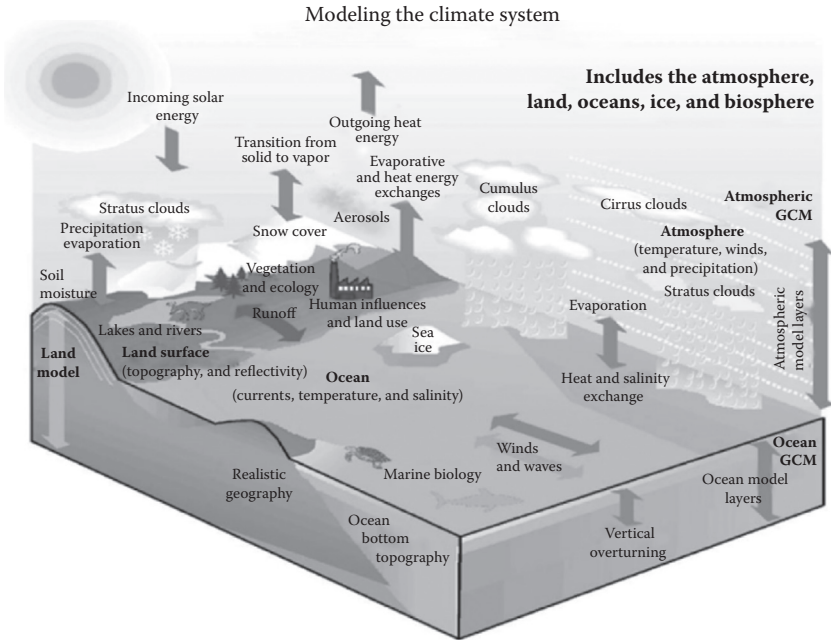 Modeling the climate system
Includes the atmosphere,
land, oceans, ice, and biosphere
Incoming solar
energy
Outgoing heat
energy
Transition from
solid to vapor
Evaporative
and heat energy
exchanges
Stratus clouds
Precipitation
evaporation
Snow cover
Aerosols
Cumulus
clouds
Cirrus clouds
Atmospheric
GCM
Atmosphere
(temperature, winds,
and precipitation)
Stratus clouds
Atmospheric
model layers
Soil
moisture
Vegetation
and ecology
Human influences
and land use
Lakes and rivers
Runoff
Sea
ice
Evaporation
Land
model
Land surface
(topography, and reflectivity)
Ocean
(currents, temperature, and salinity)
Heat and salinity
exchange
Winds
and waves
Ocean
GCM
Realistic
geography
Marine biology
Ocean model
layers
Ocean
bottom
topography
Vertical
overturning